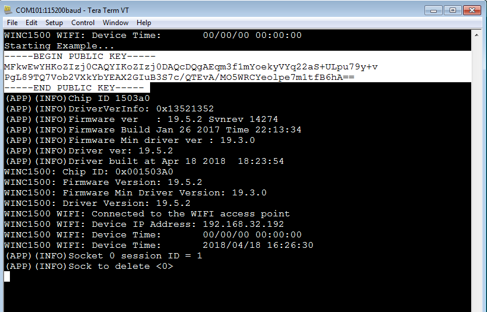 COM101:115200baud - Tera Term VT
File Edit Setup Control Window Help
WINC1500 WIFI: Device Time: 00/00/00 00:00:00
Starting Example...
-----BEGIN PUBLIC KEY-----
MFkwEwYHKoZIzj0CAQYIKoZIzj0DAQcDQgAEqm3f1mYoekyVYq22aS+ULpu79y+v
PgL89TQ7Vob2VXkYbYEAX2GIuB3S7c/QTEvA/MO5WRCYeolpe7m1tfB6hA==
-----END PUBLIC KEY-----
(APP)(INFO)Chip ID 1503a0
(APP)(INFO)DriverVerInfo: 0x13521352
(APP)(INFO)Firmware ver : 19.5.2 Svnrev 14274
(APP)(INFO)Firmware Build Jan 26 2017 Time 22:13:34
(APP)(INFO)Firmware Min driver ver : 19.3.0
(APP)(INFO)Driver ver: 19.5.2
(APP)(INFO)Driver built at Apr 18 2018 18:23:54
WINC1500: Chip ID: 0x001503A0
WINC1500: Firmware Version: 19.5.2
WINC1500: Firmware Min Driver Version: 19.3.0
WINC1500: Driver Version: 19.5.2
WINC1500 WIFI: Connected to the WIFI access point
WINC1500 WIFI: Device IP Address: 192.168.32.192
WINC1500 WIFI: Device Time: 00/00/00 00:00:00
WINC1500 WIFI: Device Time: 2018/04/18 16:26:30
(APP)(INFO)Socket 0 session ID = 1
(APP)(INFO)Sock to delete <0>